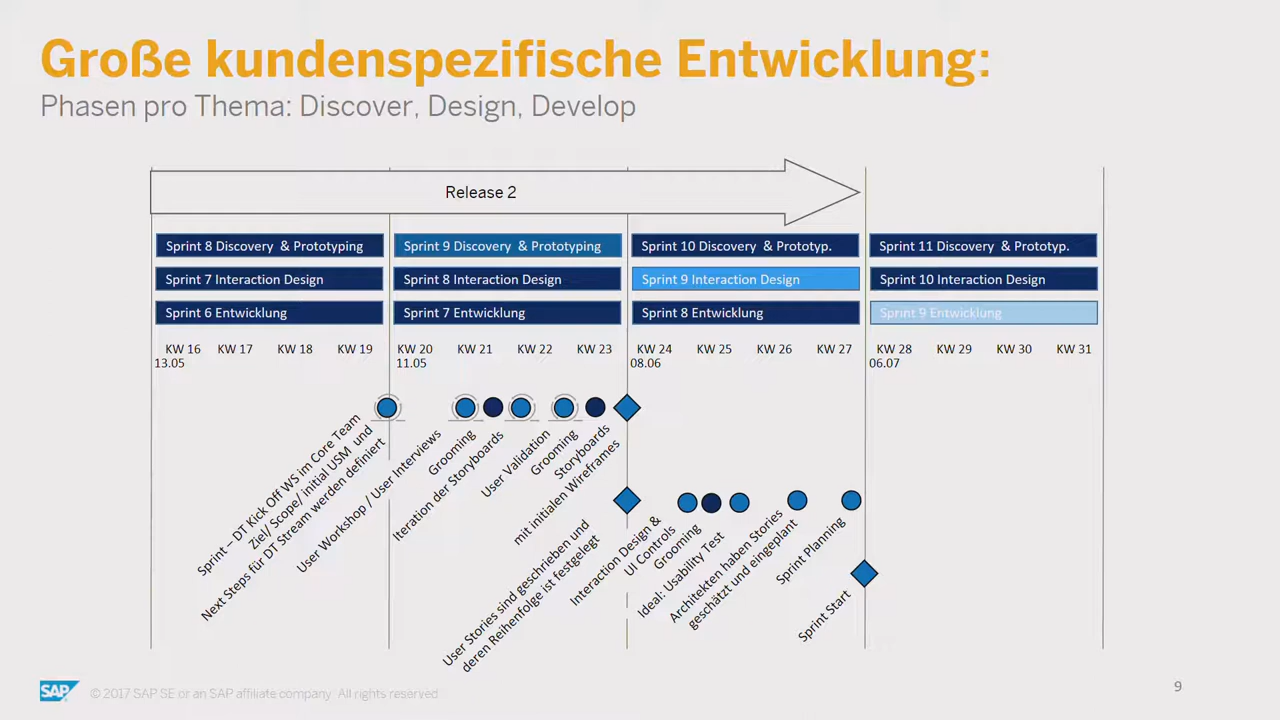 Große kundenspezifische Entwicklung:
Phasen pro Thema: Discover, Design, Develop
Release 2
Sprint 8 Discovery & Prototyping
Sprint 9 Discovery & Prototyping
Sprint 10 Discovery & Prototyp.
Sprint 11 Discovery & Prototyp.
Sprint 7 Interaction Design
Sprint 8 Interaction Design
Sprint 9 Interaction Design
Sprint 10 Interaction Design
Sprint 6 Entwicklung
Sprint 7 Entwicklung
Sprint 8 Entwicklung
Sprint 9 Entwicklung
KW 16 KW 17 KW 18 KW 19 KW 20 KW 21 KW 22 KW 23 KW 24 KW 25 KW 26 KW 27 KW 28 KW 29 KW 30 KW 31
13.05 11.05 08.06 06.07
Sprint – DT Kick Off WS im Core Team
Ziel/ Scope/ initial USM und
Next Steps für DT Stream werden definiert
User Workshop / User Interviews
Grooming
Iteration der Storyboards
User Validation
Grooming
Storyboards
mit initialen Wireframes
User Stories sind geschrieben und
deren Reihenfolge ist festgelegt
Interaction Design &
UI Controls
Grooming
Ideal: Usability Test
Architekten haben Stories
geschätzt und eingeplant
Sprint Planning
Sprint Start
SAP
© 2017 SAP SE or an SAP affiliate company. All rights reserved
9